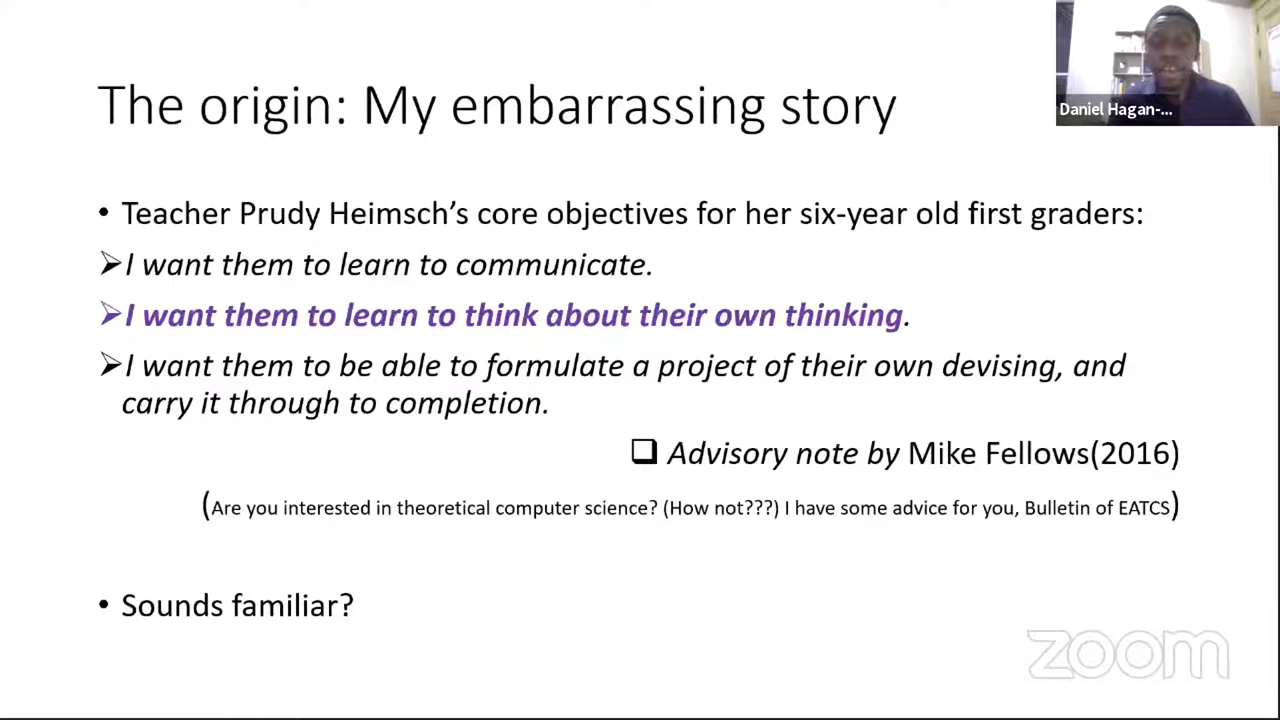 Daniel Hagan-...
The origin: My embarrassing story
• Teacher Prudy Heimsch’s core objectives for her six-year old first graders:
➢I want them to learn to communicate.
➢I want them to learn to think about their own thinking.
➢I want them to be able to formulate a project of their own devising, and
carry it through to completion.
❑ Advisory note by Mike Fellows(2016)
(Are you interested in theoretical computer science? (How not???) I have some advice for you, Bulletin of EATCS)
• Sounds familiar?
zoom